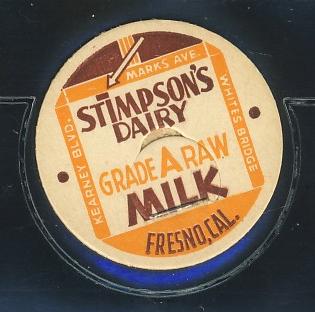 MARKS AVE.
STIMPSON'S
DAIRY
KEARNEY BLVD.
WHITES BRIDGE
GRADE A RAW
MILK
FRESNO, CAL.